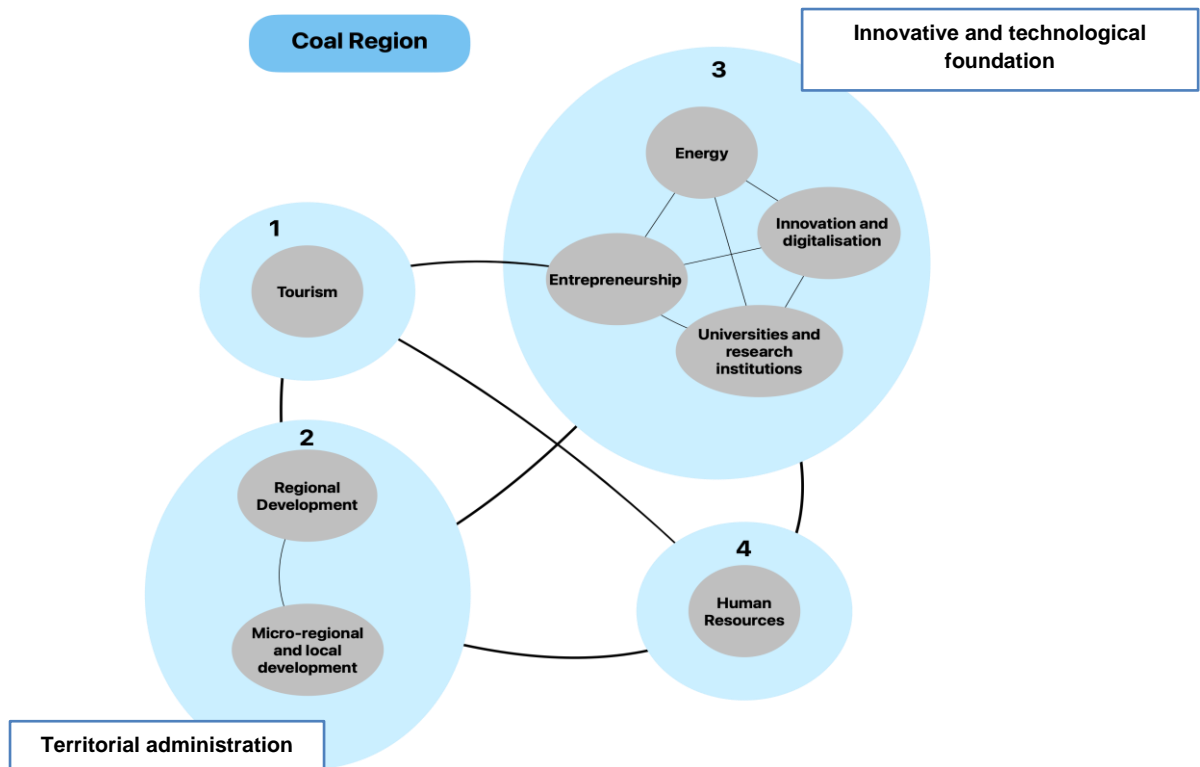 Coal Region
Innovative and technological
foundation
3
Energy
Innovation and
digitalisation
Entrepreneurship
Universities and
research
institutions
1
Tourism
2
Regional
Development
Micro-regional
and local
development
4
Human
Resources
Territorial administration